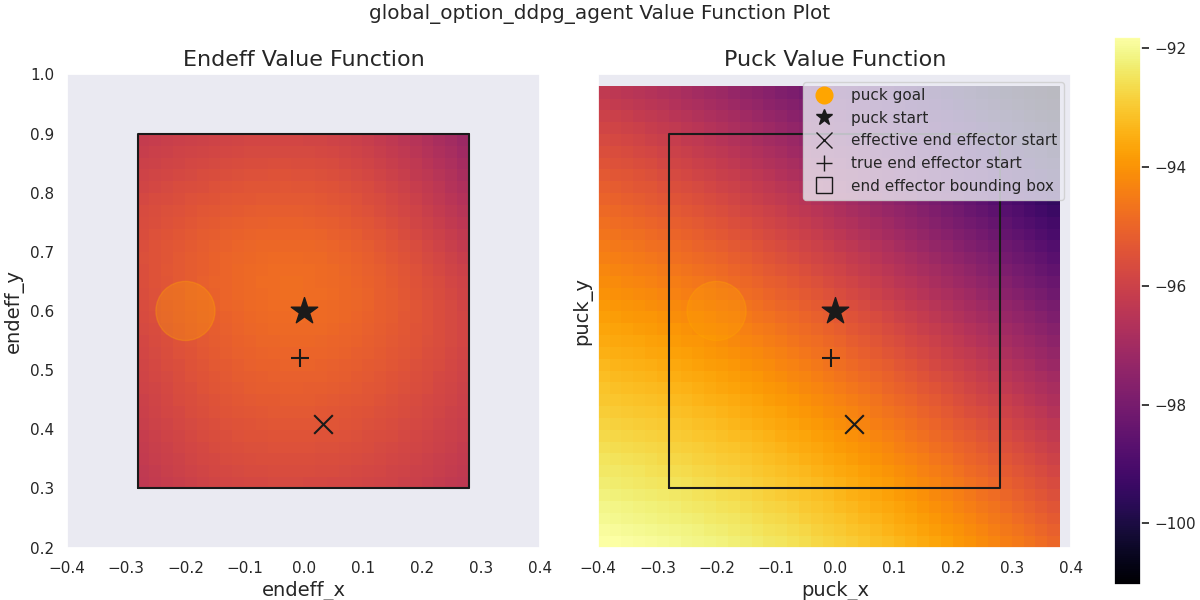 global_option_ddpg_agent Value Function Plot
Endeff Value Function
1.0
0.9
0.8
0.7
0.6
0.5
0.4
0.3
0.2
endeff_y
−0.4 −0.3 −0.2 −0.1 0.0 0.1 0.2 0.3 0.4
endeff_x
Puck Value Function
puck goal
puck start
effective end effector start
true end effector start
end effector bounding box
puck_y
−0.4 −0.3 −0.2 −0.1 0.0 0.1 0.2 0.3 0.4
puck_x
−92
−94
−96
−98
−100